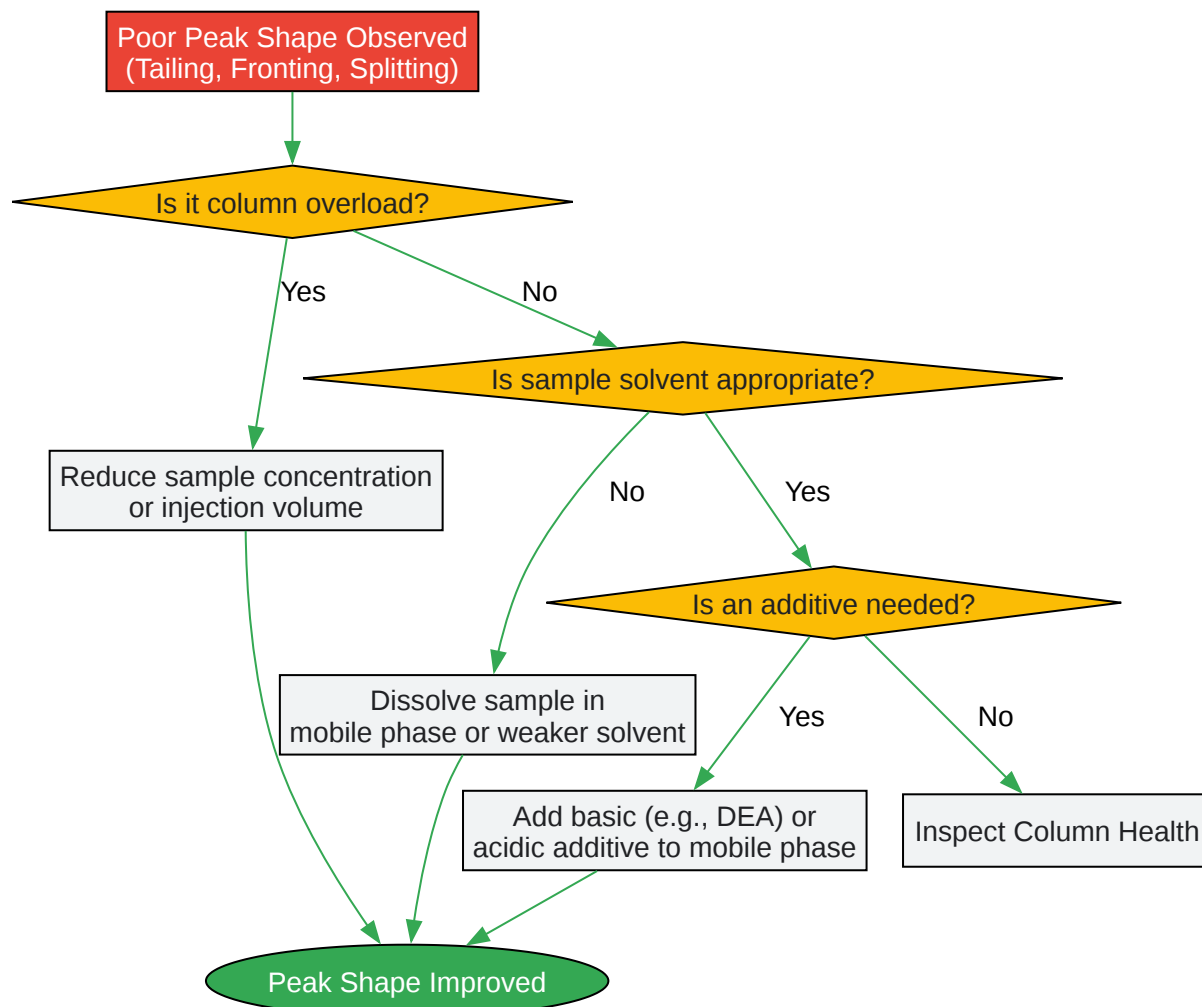 Poor Peak Shape Observed
(Tailing, Fronting, Splitting)
Is it column overload?
Yes
No
Is sample solvent appropriate?
Reduce sample concentration
or injection volume
No
Yes
Is an additive needed?
Dissolve sample in
mobile phase or weaker solvent
Yes
No
Add basic (e.g., DEA) or
acidic additive to mobile phase
Inspect Column Health
Peak Shape Improved